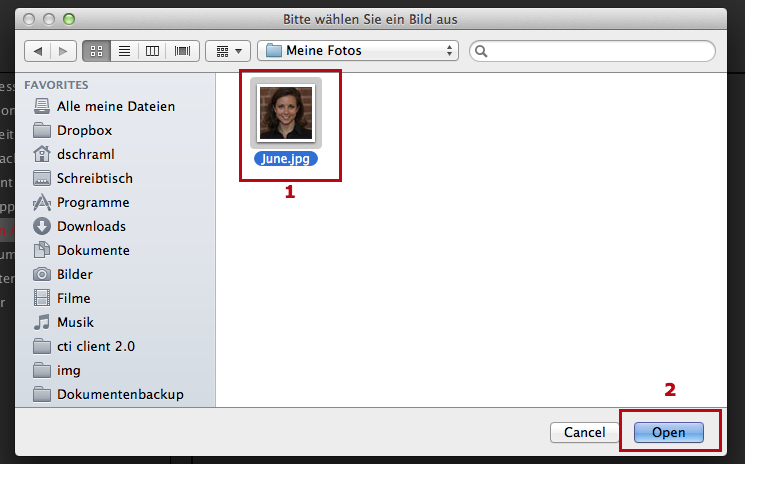 Bitte wählen Sie ein Bild aus
Meine Fotos
FAVORITES
Alle meine Dateien
Dropbox
dschraml
Schreibtisch
Programme
Downloads
Dokumente
Bilder
Filme
Musik
cti client 2.0
img
Dokumentenbackup
June.jpg
1
2
Cancel
Open